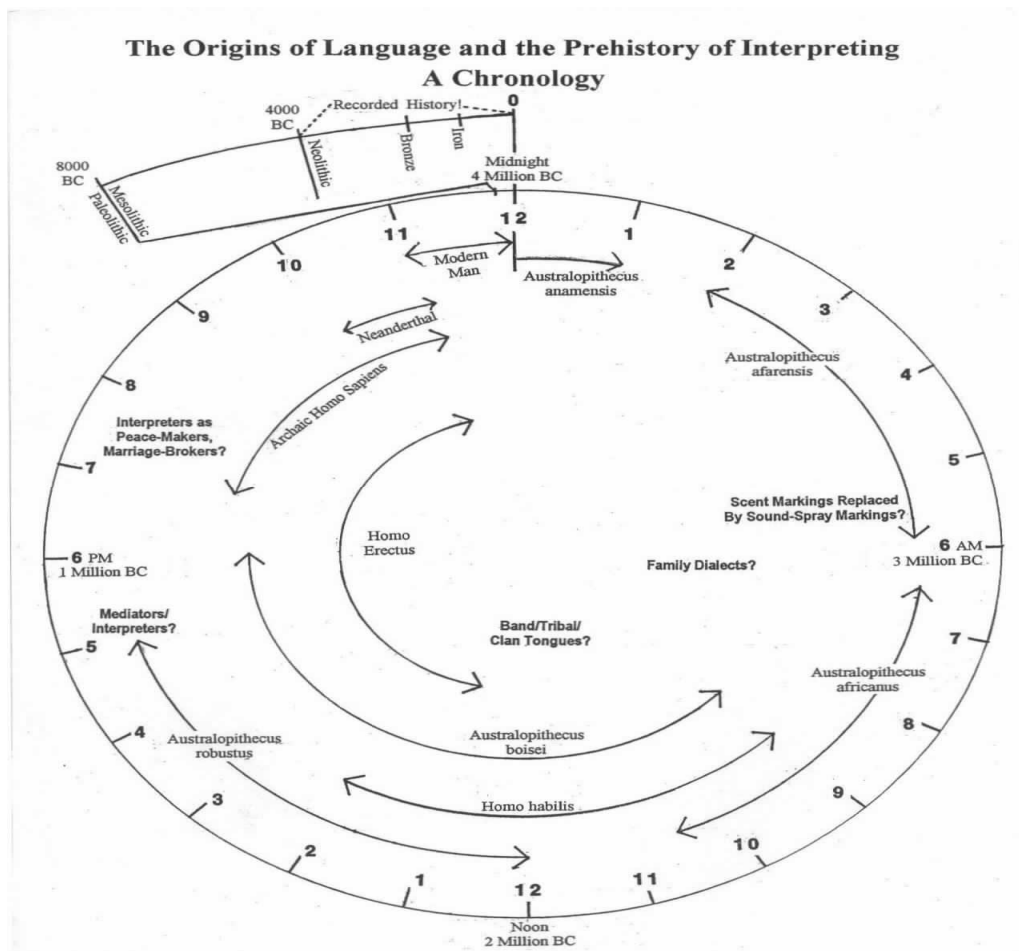 The Origins of Language and the Prehistory of Interpreting
A Chronology
0
4000
BC
Recorded History!
8000
BC
Mesolithic
Paleolithic
Neolithic
Bronze
Iron
Midnight
4 Million BC
12
1
2
3
4
5
6 AM
3 Million BC
7
8
9
10
11
12
Noon
2 Million BC
1
2
3
4
5
6 PM
1 Million BC
7
8
9
10
11
Modern
Man
Australopithecus
anamensis
Neanderthal
Australopithecus
afarensis
Archaic Homo Sapiens
Interpreters as
Peace-Makers,
Marriage-Brokers?
Scent Markings Replaced
By Sound-Spray Markings?
Homo
Erectus
Family Dialects?
Mediators/
Interpreters?
Band/Tribal/
Clan Tongues?
Australopithecus
africanus
Australopithecus
robustus
Australopithecus
boisei
Homo habilis